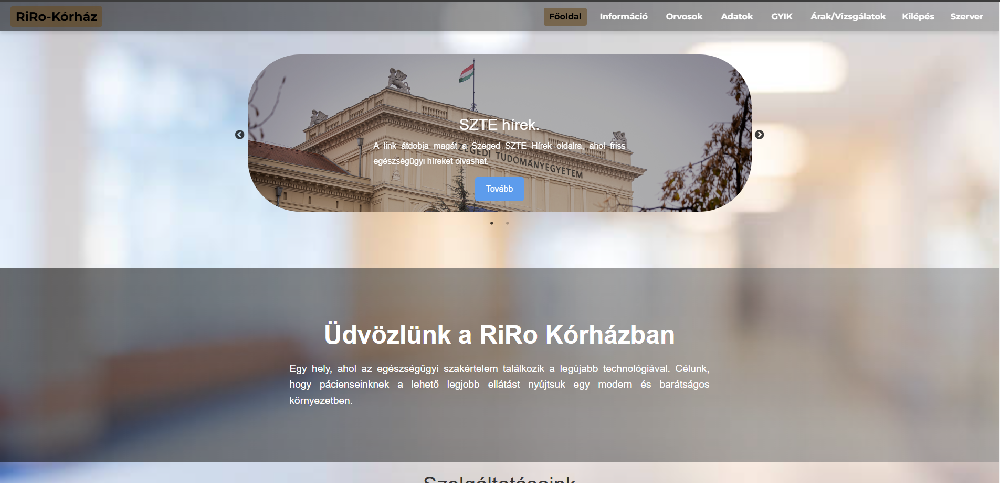 RiRo-Kórház
Főoldal Információ Orvosok Adatok GYIK Árak/Vizsgálatok Kilépés Szerver
SZTE hírek.
A link átdobja magát a Szeged SZTE Hírek oldalra, ahol friss
egészségügyi híreket olvashat.
SZEGEDI TUDOMÁNYEGYETEM
Tovább
Üdvözlünk a RiRo Kórházban
Egy hely, ahol az egészségügyi szakértelem találkozik a legújabb technológiával. Célunk,
hogy pácienseinknek a lehető legjobb ellátást nyújtsuk egy modern és barátságos
környezetben.
Szolgáltatásaink